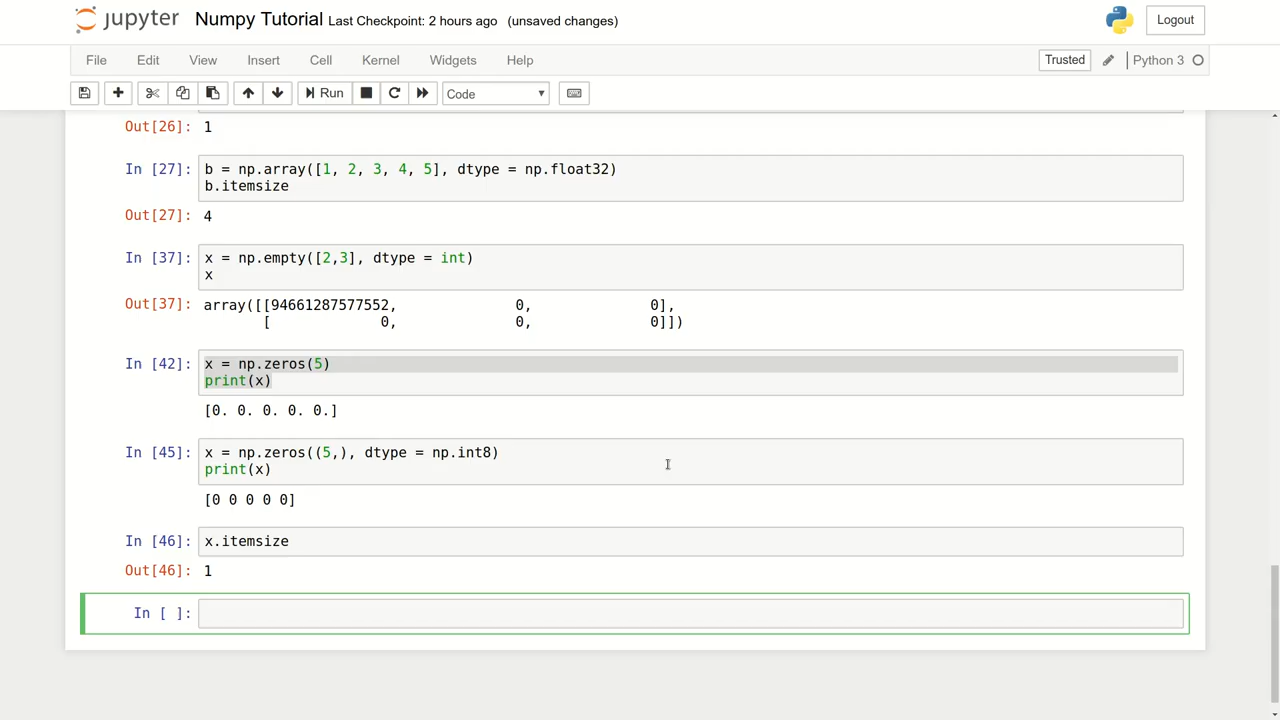 jupyter Numpy Tutorial Last Checkpoint: 2 hours ago (unsaved changes) Logout
File Edit View Insert Cell Kernel Widgets Help Trusted Python 3
Run Code
Out[26]: 1
In [27]: b = np.array([1, 2, 3, 4, 5], dtype = np.float32)
b.itemsize
Out[27]: 4
In [37]: x = np.empty([2,3], dtype = int)
x
Out[37]: array([[94661287577552, 0, 0],
[ 0, 0, 0]])
In [42]: x = np.zeros(5)
print(x)
[0. 0. 0. 0. 0.]
In [45]: x = np.zeros((5,), dtype = np.int8)
print(x)
[0 0 0 0 0]
In [46]: x.itemsize
Out[46]: 1
In [ ]: